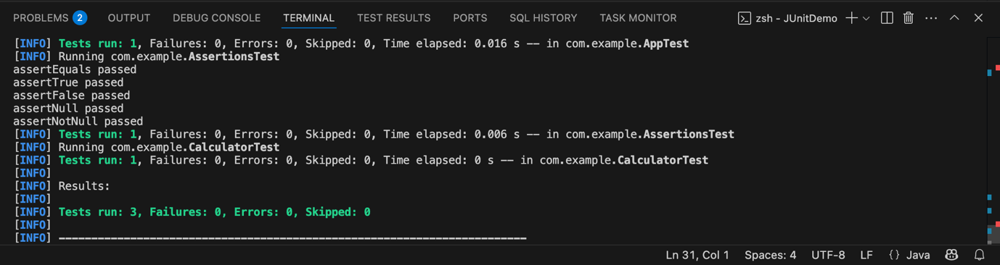 PROBLEMS 2 OUTPUT DEBUG CONSOLE TERMINAL TEST RESULTS PORTS SQL HISTORY TASK MONITOR zsh - JUnitDemo
[INFO] Tests run: 1, Failures: 0, Errors: 0, Skipped: 0, Time elapsed: 0.016 s -- in com.example.AppTest
[INFO] Running com.example.AssertionsTest
assertEquals passed
assertTrue passed
assertFalse passed
assertNull passed
assertNotNull passed
[INFO] Tests run: 1, Failures: 0, Errors: 0, Skipped: 0, Time elapsed: 0.006 s -- in com.example.AssertionsTest
[INFO] Running com.example.CalculatorTest
[INFO] Tests run: 1, Failures: 0, Errors: 0, Skipped: 0, Time elapsed: 0 s -- in com.example.CalculatorTest
[INFO]
[INFO] Results:
[INFO]
[INFO] Tests run: 3, Failures: 0, Errors: 0, Skipped: 0
[INFO]
[INFO] ------------------------------------------------------------------------
Ln 31, Col 1 Spaces: 4 UTF-8 LF {} Java